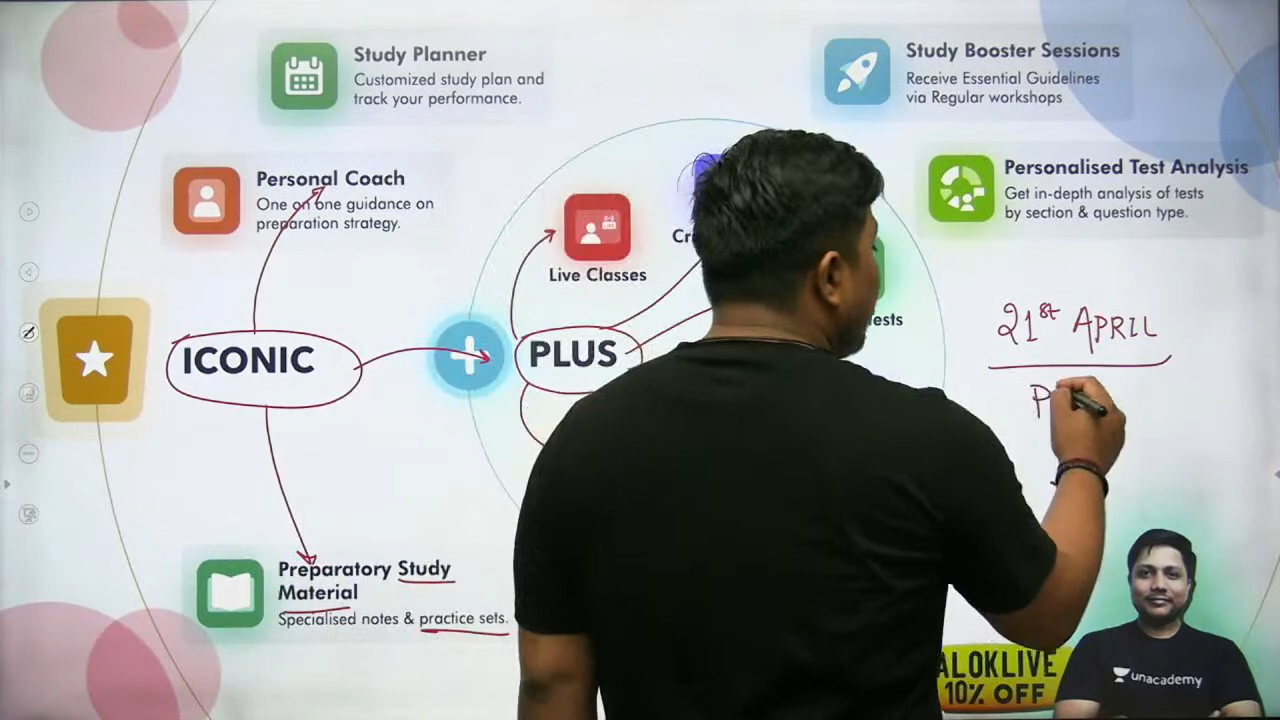 Study Planner
Customized study plan and
track your performance.
Study Booster Sessions
Receive Essential Guidelines
via Regular workshops
Personal Coach
One on one guidance on
preparation strategy.
Personalised Test Analysis
Get in-depth analysis of tests
by section & question type.
Live Classes
21st APRIL
ICONIC
PLUS
P
Preparatory Study
Material
Specialised notes & practice sets.
ALOKLIVE
10% OFF
unacademy